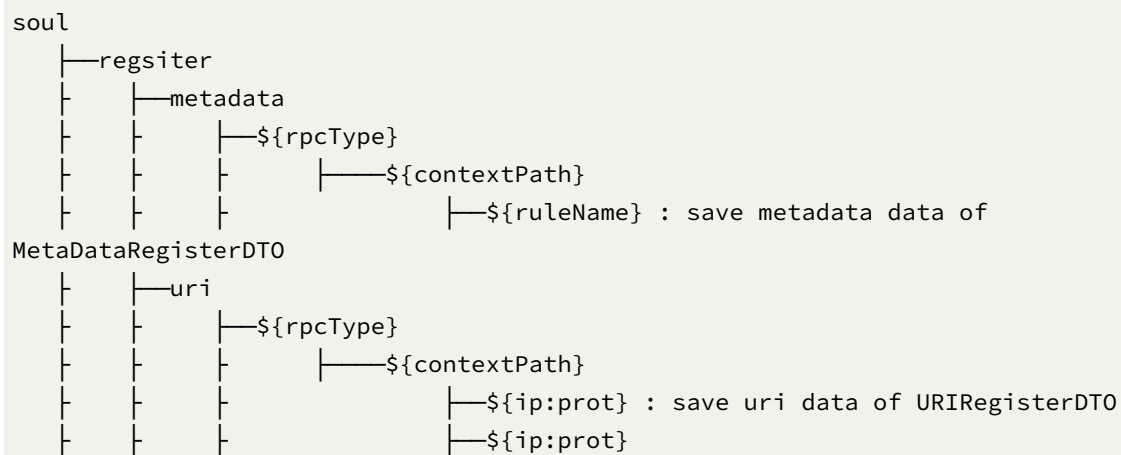 soul
├──regsiter
├ ├──metadata
├ ├ ├──${rpcType}
├ ├ ├ ├────${contextPath}
├ ├ ├ ├──${ruleName} : save metadata data of
MetaDataRegisterDTO
├ ├──uri
├ ├ ├──${rpcType}
├ ├ ├ ├────${contextPath}
├ ├ ├ ├──${ip:prot} : save uri data of URIRegisterDTO
├ ├ ├ ├──${ip:prot}